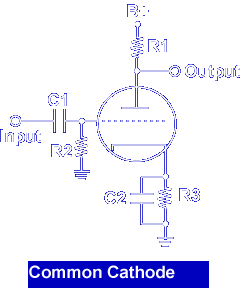 B+
R1
Output
C1
Input
R2
C2
R3
Common Cathode